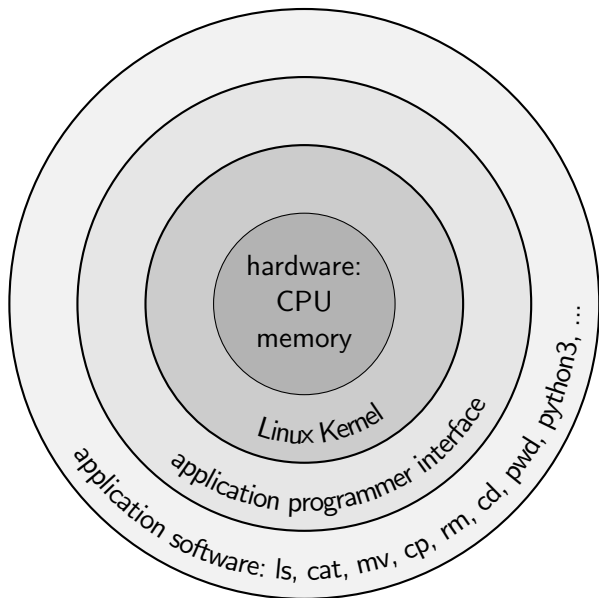 hardware:
CPU
memory
Linux Kernel
application programmer interface
application software: ls, cat, mv, cp, rm, cd, pwd, python3, ...